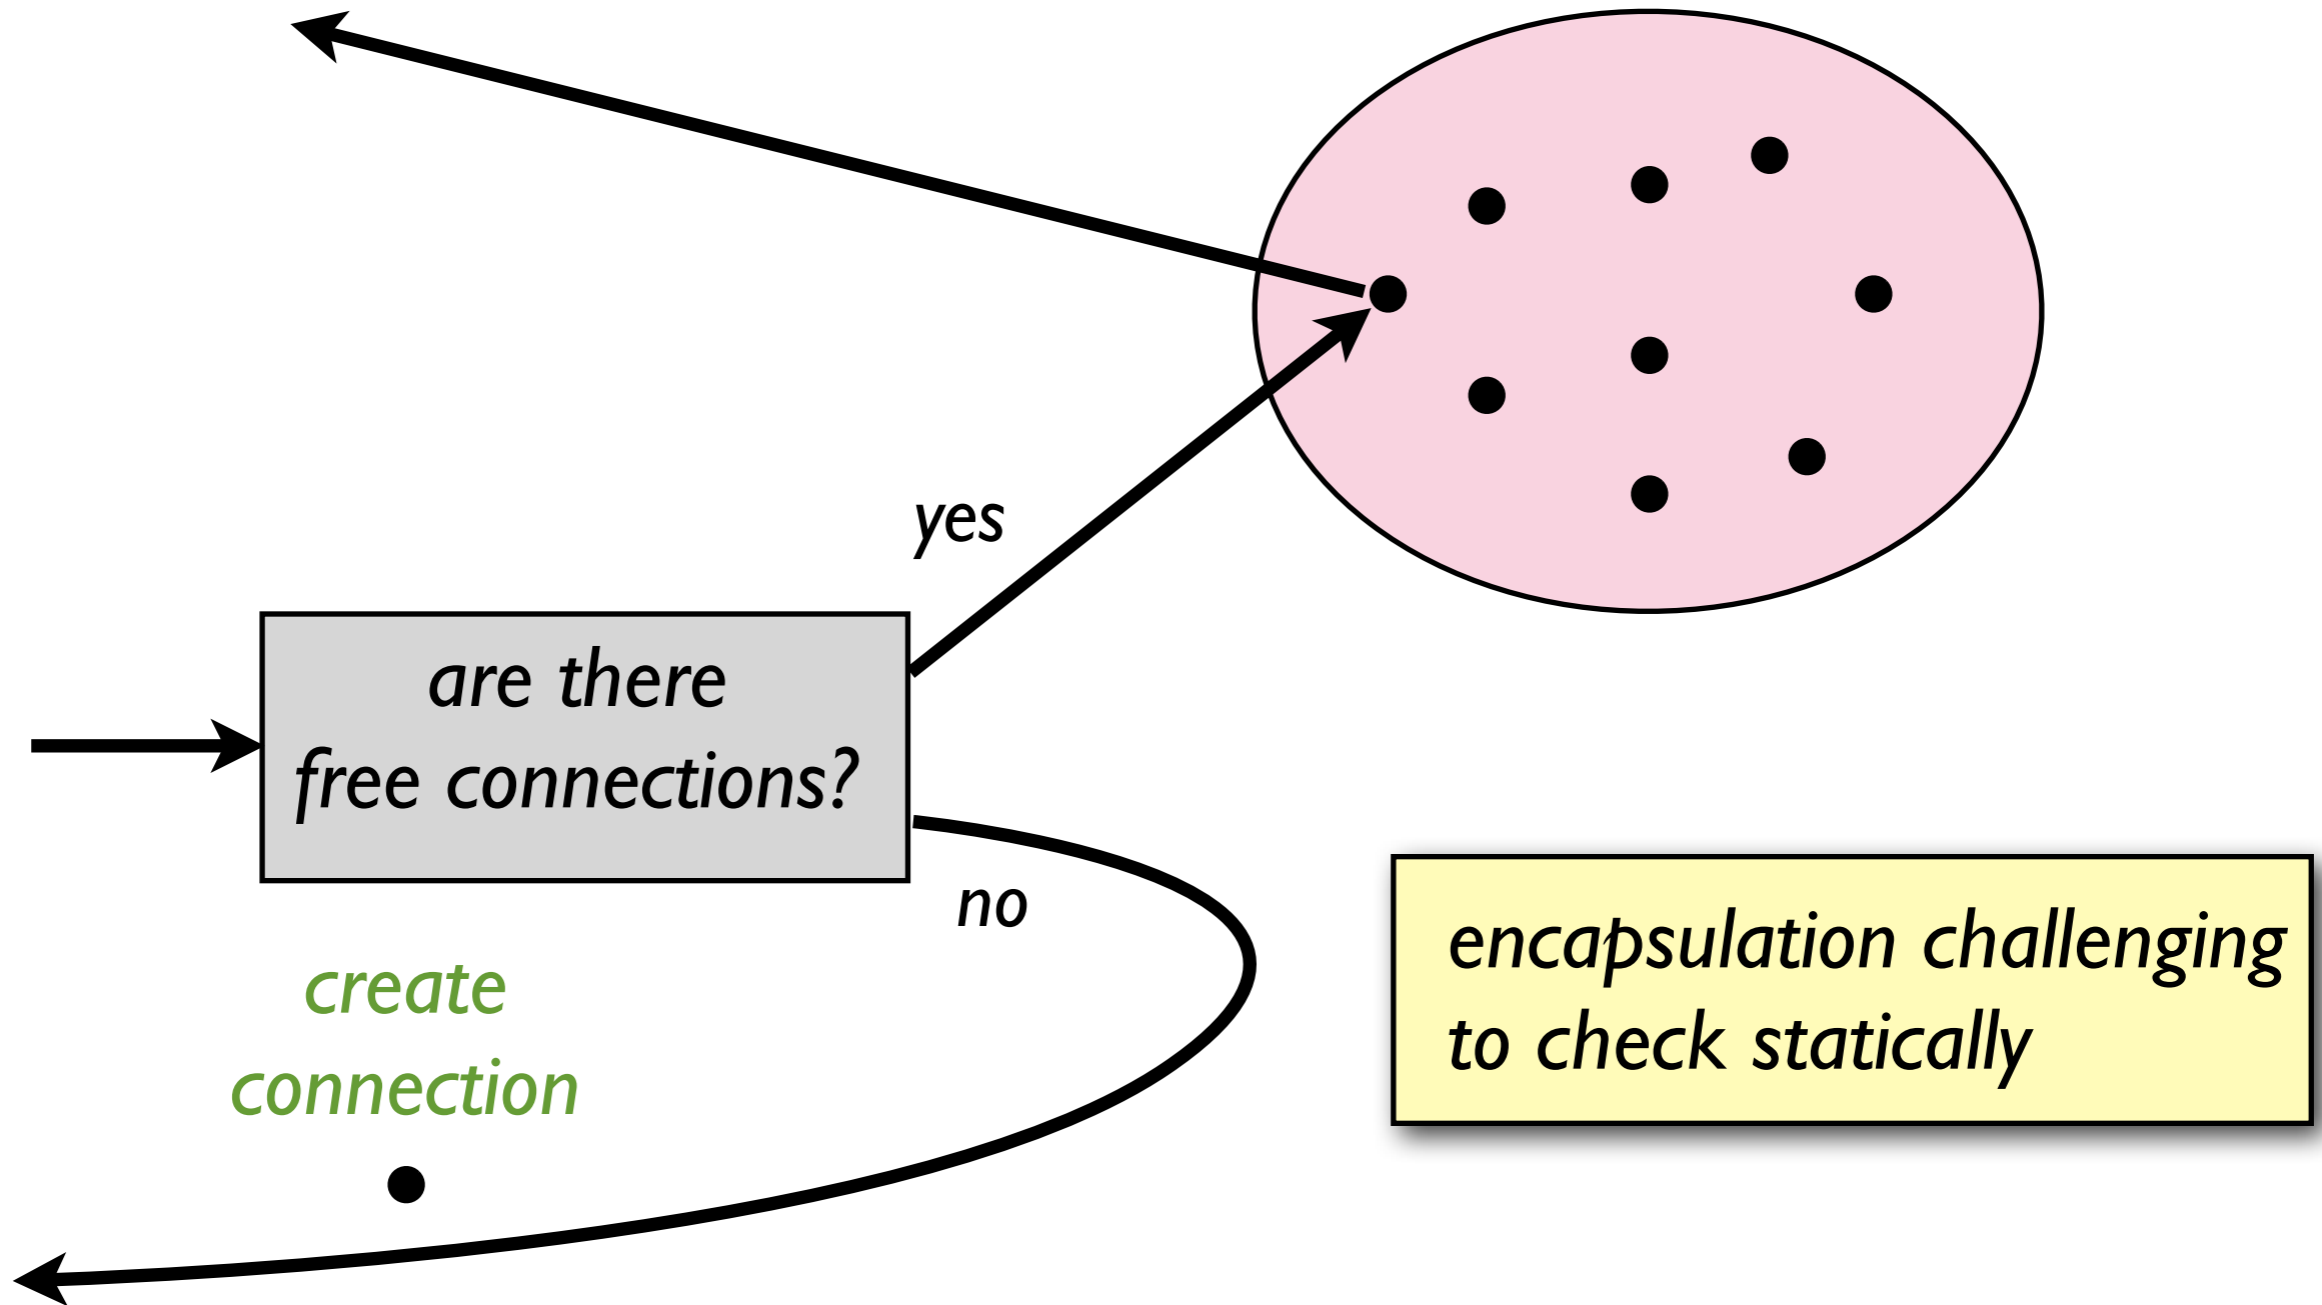 yes
are there
free connections?
no
create
connection
encapsulation challenging
to check statically